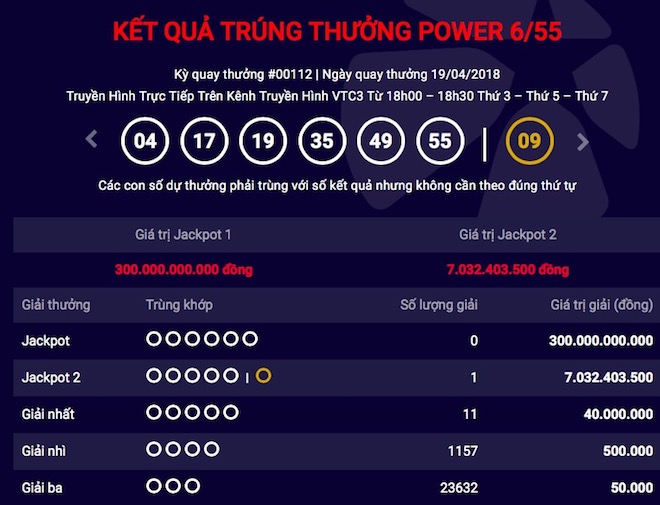 KẾT QUẢ TRÚNG THƯỞNG POWER 6/55
Kỳ quay thưởng #00112 | Ngày quay thưởng 19/04/2018
Truyền Hình Trực Tiếp Trên Kênh Truyền Hình VTC3 Từ 18h00 – 18h30 Thứ 3 – Thứ 5 – Thứ 7
04 17 19 35 49 55 | 09
Các con số dự thưởng phải trùng với số kết quả nhưng không cần theo đúng thứ tự
Giá trị Jackpot 1 Giá trị Jackpot 2
300.000.000.000 đồng 7.032.403.500 đồng
Giải thưởng Trùng khớp Số lượng giải Giá trị giải (đồng)
Jackpot 0 300.000.000.000
Jackpot 2 | 1 7.032.403.500
Giải nhất 11 40.000.000
Giải nhì 1157 500.000
Giải ba 23632 50.000